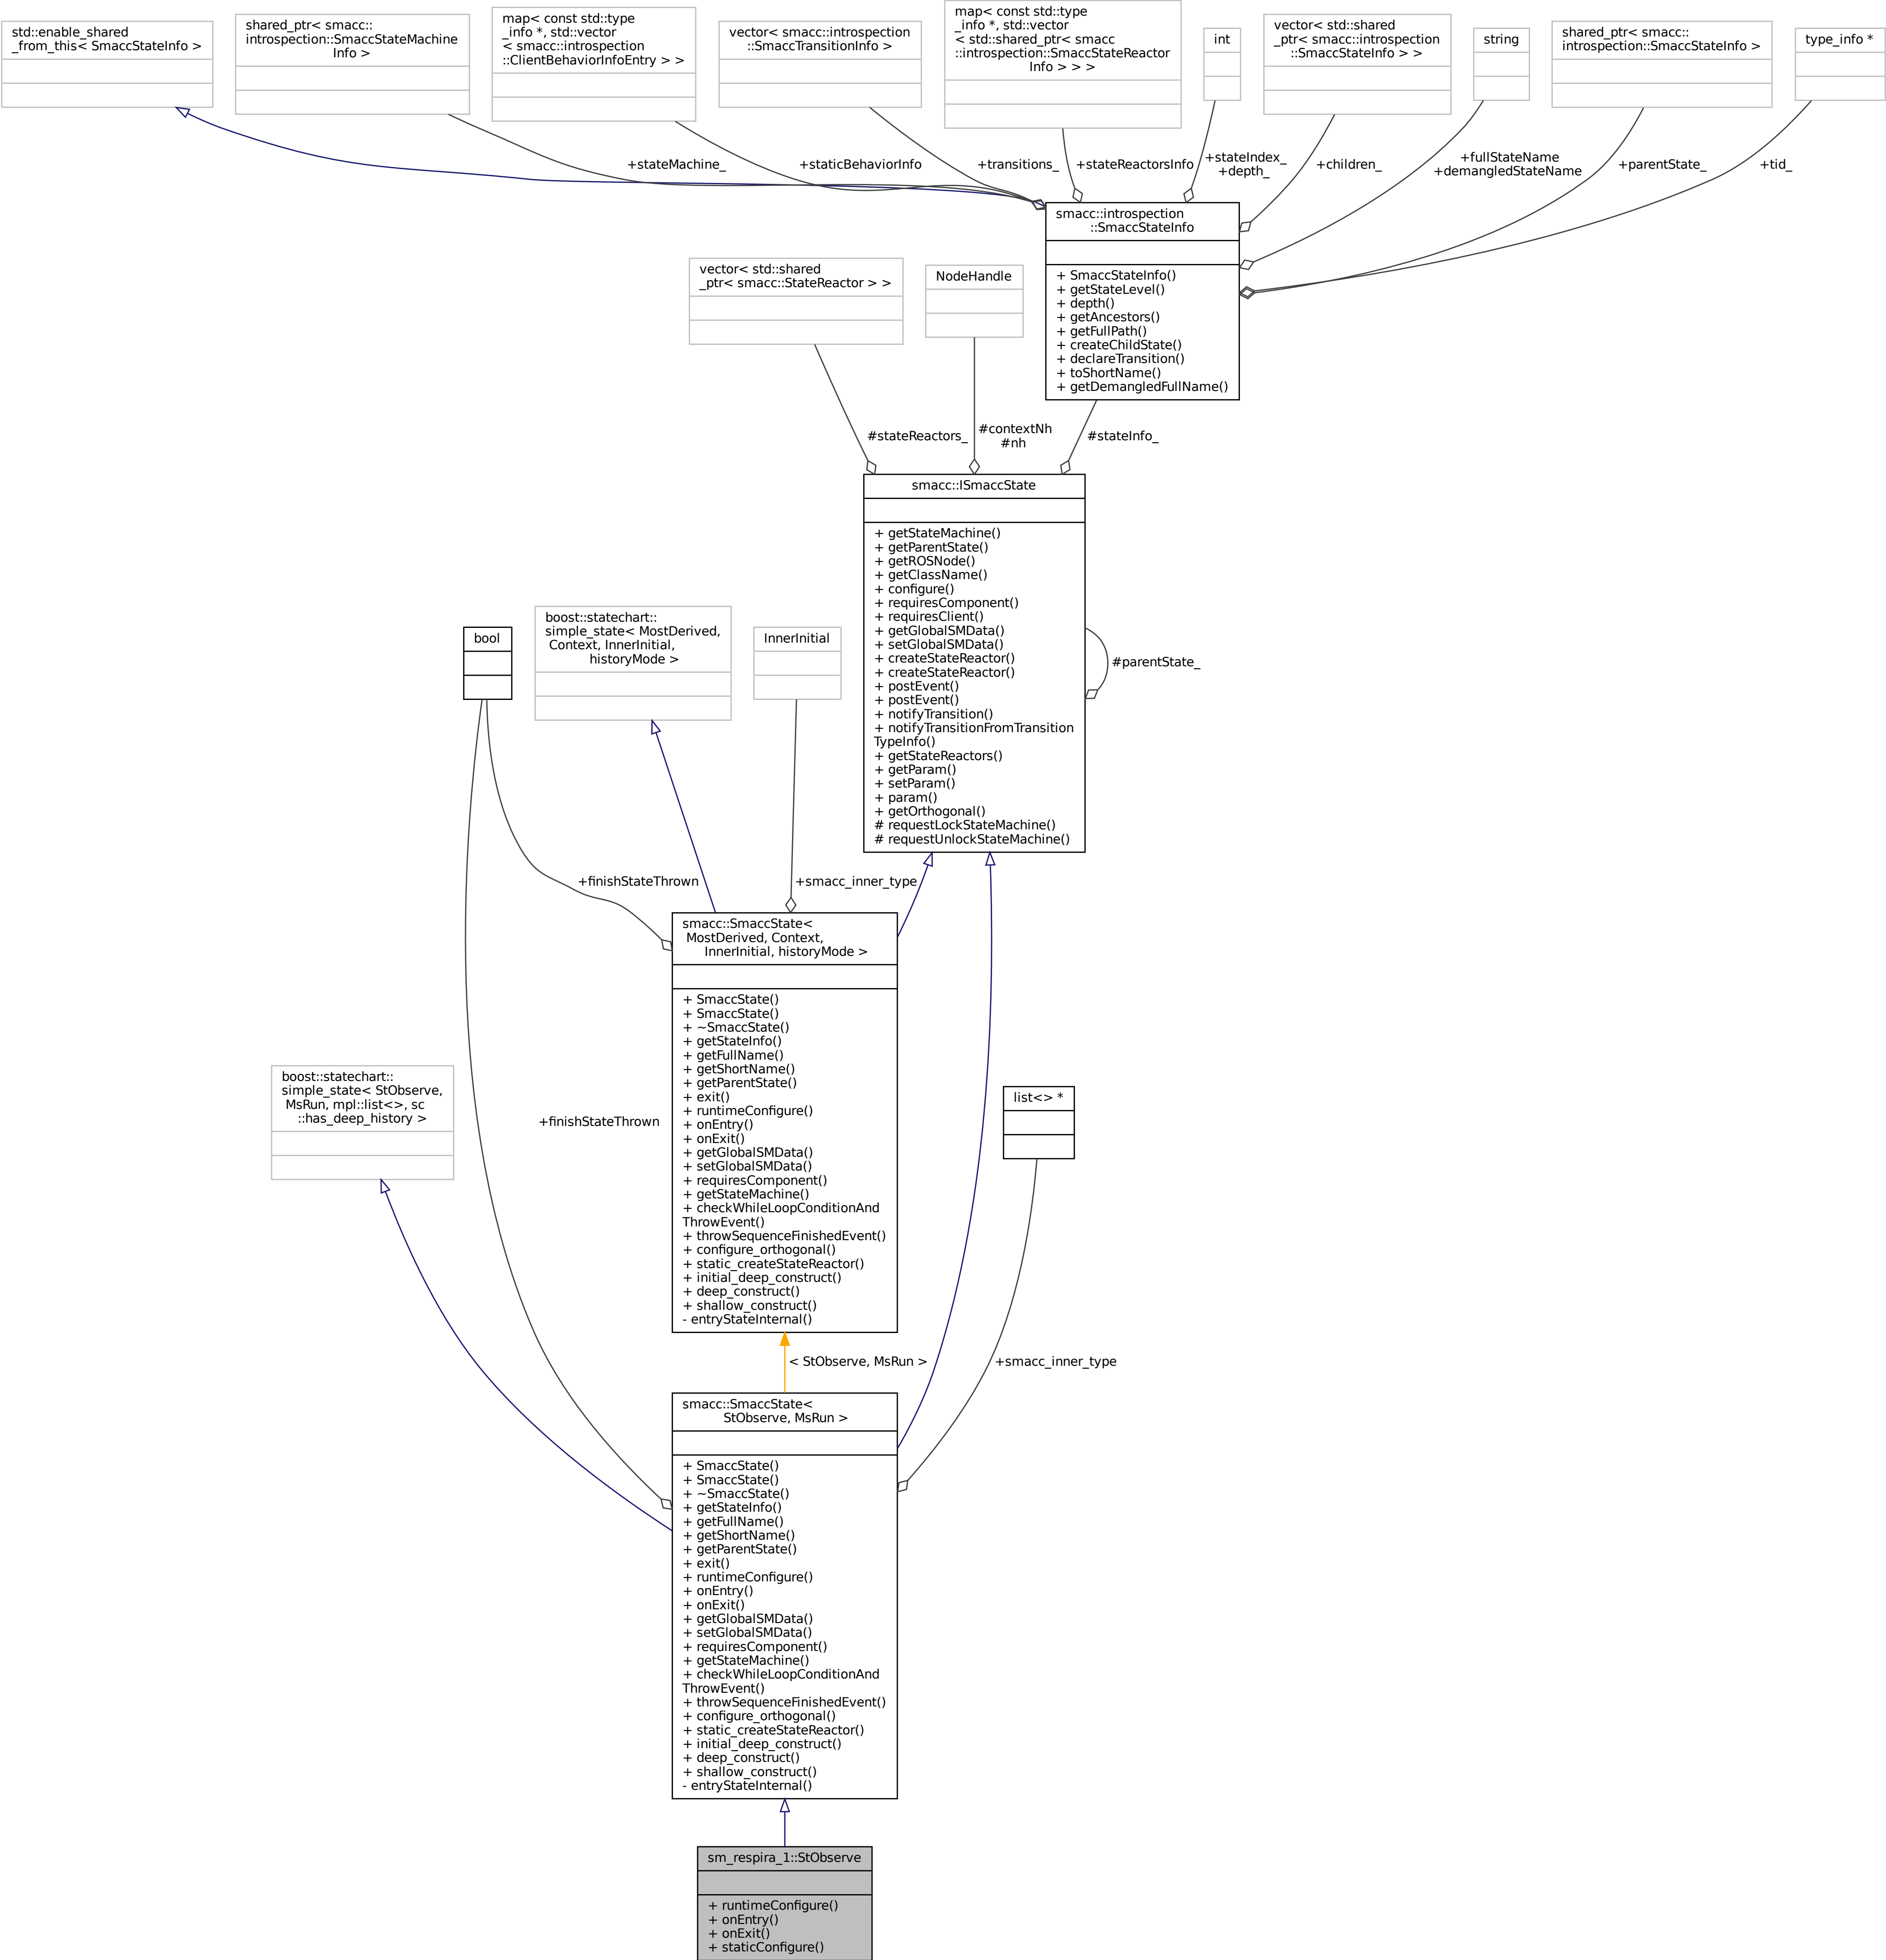 std::enable_shared
_from_this< SmaccStateInfo >
shared_ptr< smacc::
introspection::SmaccStateMachine
Info >
map< const std::type
_info *, std::vector
< smacc::introspection
::ClientBehaviorInfoEntry > >
vector< smacc::introspection
::SmaccTransitionInfo >
map< const std::type
_info *, std::vector
< std::shared_ptr< smacc
::introspection::SmaccStateReactor
Info > > >
int
vector< std::shared
_ptr< smacc::introspection
::SmaccStateInfo > >
string
shared_ptr< smacc::
introspection::SmaccStateInfo >
type_info *
+stateMachine_
+staticBehaviorInfo
+transitions_
+stateReactorsInfo
+stateIndex_
+depth_
+children_
+fullStateName
+demangledStateName
+parentState_
+tid_
smacc::introspection
::SmaccStateInfo
+ SmaccStateInfo()
+ getStateLevel()
+ depth()
+ getAncestors()
+ getFullPath()
+ createChildState()
+ declareTransition()
+ toShortName()
+ getDemangledFullName()
vector< std::shared
_ptr< smacc::StateReactor > >
NodeHandle
#stateReactors_
#contextNh
#nh
#stateInfo_
smacc::ISmaccState
+ getStateMachine()
+ getParentState()
+ getROSNode()
+ getClassName()
+ configure()
+ requiresComponent()
+ requiresClient()
+ getGlobalSMData()
+ setGlobalSMData()
+ createStateReactor()
+ createStateReactor()
+ postEvent()
+ postEvent()
+ notifyTransition()
+ notifyTransitionFromTransition
TypeInfo()
+ getStateReactors()
+ getParam()
+ setParam()
+ param()
+ getOrthogonal()
# requestLockStateMachine()
# requestUnlockStateMachine()
#parentState_
bool
boost::statechart::
simple_state< MostDerived,
Context, InnerInitial,
historyMode >
InnerInitial
+finishStateThrown
+smacc_inner_type
smacc::SmaccState<
MostDerived, Context,
InnerInitial, historyMode >
+ SmaccState()
+ SmaccState()
+ ~SmaccState()
+ getStateInfo()
+ getFullName()
+ getShortName()
+ getParentState()
+ exit()
+ runtimeConfigure()
+ onEntry()
+ onExit()
+ getGlobalSMData()
+ setGlobalSMData()
+ requiresComponent()
+ getStateMachine()
+ checkWhileLoopConditionAnd
ThrowEvent()
+ throwSequenceFinishedEvent()
+ configure_orthogonal()
+ static_createStateReactor()
+ initial_deep_construct()
+ deep_construct()
+ shallow_construct()
- entryStateInternal()
boost::statechart::
simple_state< StObserve,
MsRun, mpl::list<>, sc
::has_deep_history >
+finishStateThrown
list<> *
< StObserve, MsRun >
+smacc_inner_type
smacc::SmaccState<
StObserve, MsRun >
+ SmaccState()
+ SmaccState()
+ ~SmaccState()
+ getStateInfo()
+ getFullName()
+ getShortName()
+ getParentState()
+ exit()
+ runtimeConfigure()
+ onEntry()
+ onExit()
+ getGlobalSMData()
+ setGlobalSMData()
+ requiresComponent()
+ getStateMachine()
+ checkWhileLoopConditionAnd
ThrowEvent()
+ throwSequenceFinishedEvent()
+ configure_orthogonal()
+ static_createStateReactor()
+ initial_deep_construct()
+ deep_construct()
+ shallow_construct()
- entryStateInternal()
sm_respira_1::StObserve
+ runtimeConfigure()
+ onEntry()
+ onExit()
+ staticConfigure()